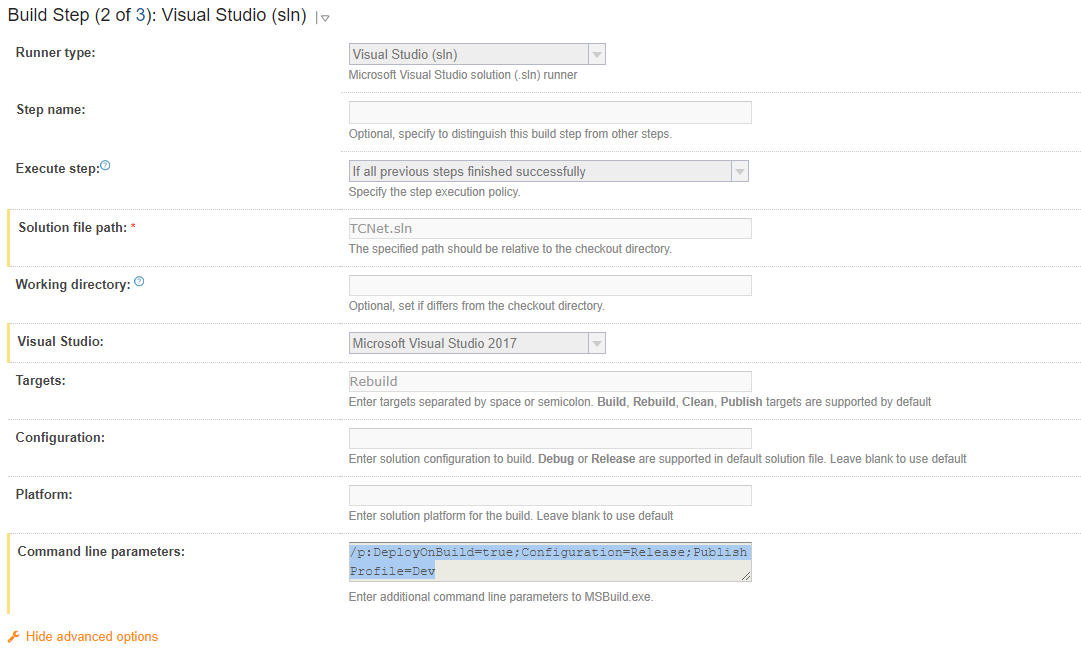 Build Step (2 of 3): Visual Studio (sln)
Runner type:
Visual Studio (sln)
Microsoft Visual Studio solution (.sln) runner
Step name:
Optional, specify to distinguish this build step from other steps.
Execute step:
If all previous steps finished successfully
Specify the step execution policy.
Solution file path: *
TCNet.sln
The specified path should be relative to the checkout directory.
Working directory:
Optional, set if differs from the checkout directory.
Visual Studio:
Microsoft Visual Studio 2017
Targets:
Rebuild
Enter targets separated by space or semicolon. Build, Rebuild, Clean, Publish targets are supported by default
Configuration:
Enter solution configuration to build. Debug or Release are supported in default solution file. Leave blank to use default
Platform:
Enter solution platform for the build. Leave blank to use default
Command line parameters:
/p:DeployOnBuild=true;Configuration=Release;Publish
Profile=Dev
Enter additional command line parameters to MSBuild.exe.
Hide advanced options